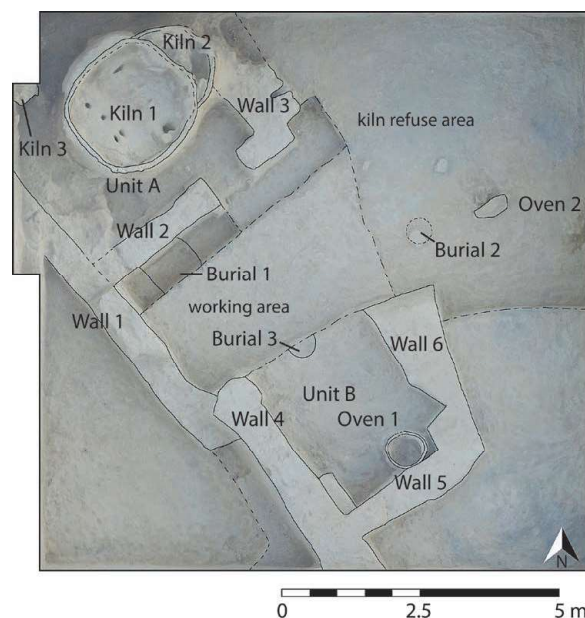 Kiln 2
Kiln 1
Wall 3
kiln refuse area
Kiln 3
Unit A
Oven 2
Wall 2
Burial 2
Burial 1
working area
Wall 1
Burial 3
Wall 6
Unit B
Wall 4
Oven 1
Wall 5
N
0 2.5 5 m